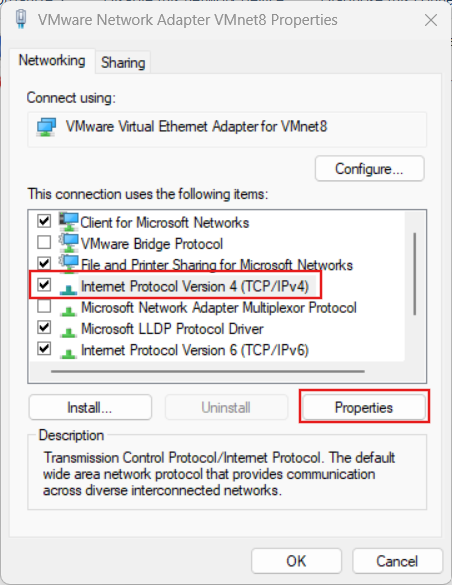 VMware Network Adapter VMnet8 Properties
Networking
Sharing
Connect using:
VMware Virtual Ethernet Adapter for VMnet8
Configure...
This connection uses the following items:
Client for Microsoft Networks
VMware Bridge Protocol
File and Printer Sharing for Microsoft Networks
Internet Protocol Version 4 (TCP/IPv4)
Microsoft Network Adapter Multiplexor Protocol
Microsoft LLDP Protocol Driver
Internet Protocol Version 6 (TCP/IPv6)
Install...
Uninstall
Properties
Description
Transmission Control Protocol/Internet Protocol. The default
wide area network protocol that provides communication
across diverse interconnected networks.
OK
Cancel